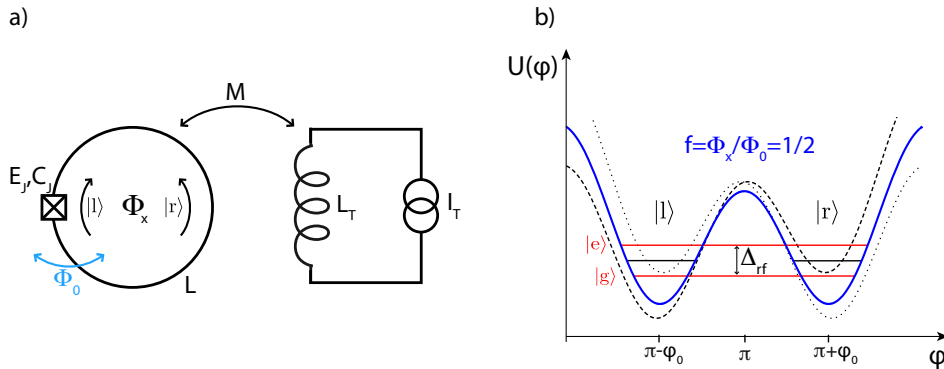 a)
M
E_J,C_J
|l⟩
Φ_x
|r⟩
L_T
I_T
Φ_0
L
b)
U(φ)
f=Φ_x/Φ_0=1/2
|l⟩
|r⟩
|e⟩
Δ_rf
|g⟩
π-φ_0
π
π+φ_0
φ